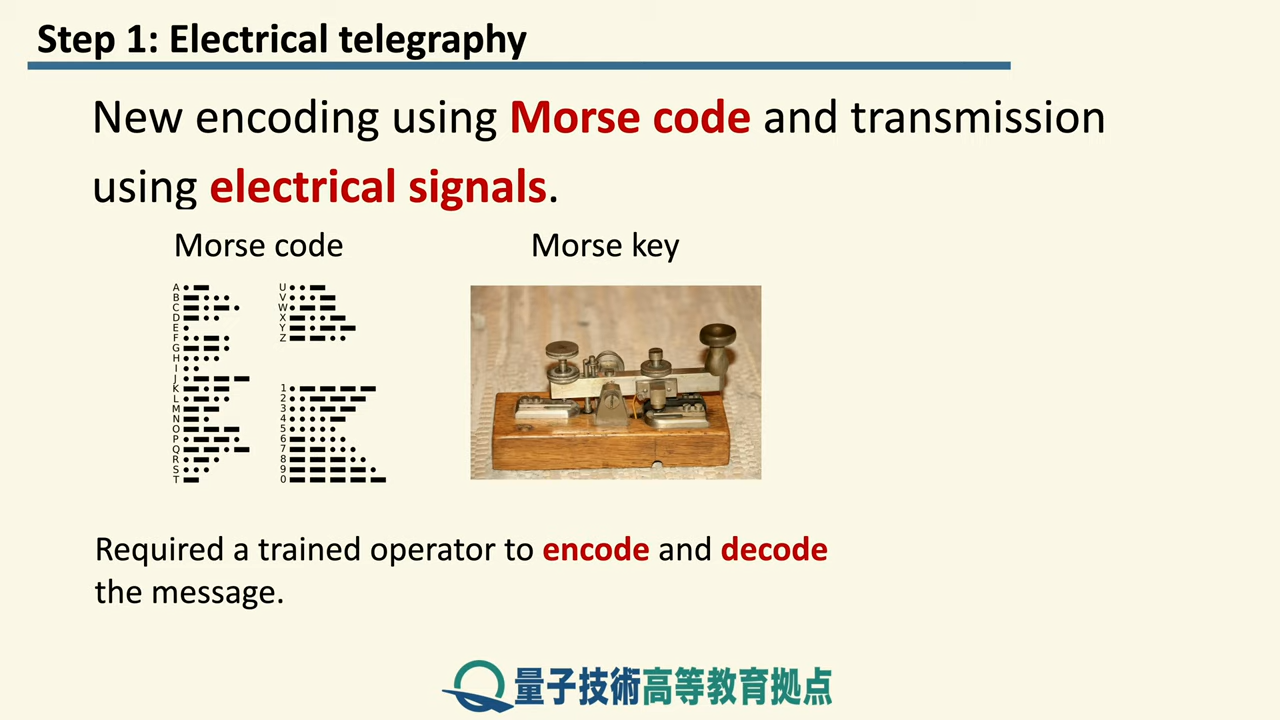 Step 1: Electrical telegraphy
New encoding using Morse code and transmission
using electrical signals.
Morse code
Morse key
A
B
C
D
E
F
G
H
I
J
K
L
M
N
O
P
Q
R
S
T
U
V
W
X
Y
Z
1
2
3
4
5
6
7
8
9
0
Required a trained operator to encode and decode
the message.
量子技術高等教育拠点